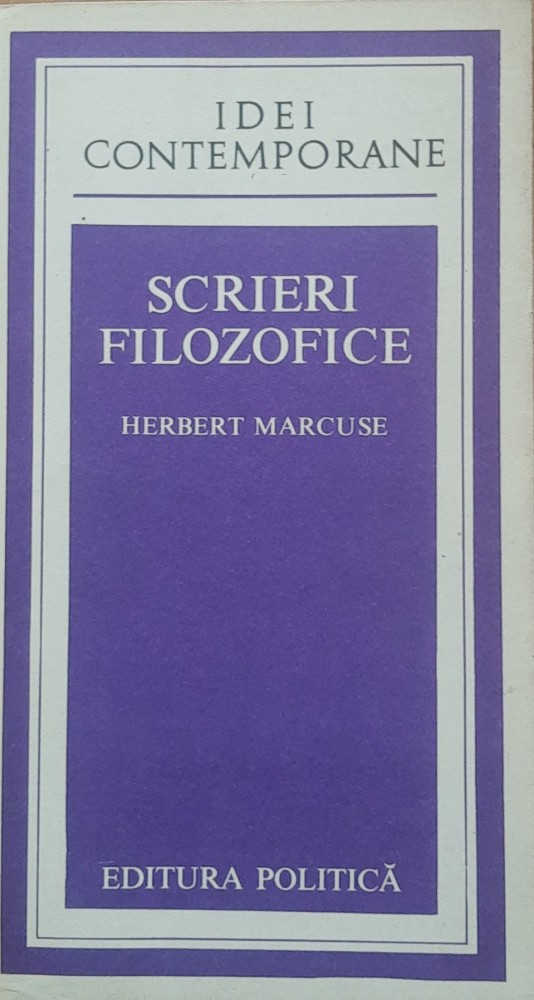 IDEI
CONTEMPORANE
SCRIERI
FILOZOFICE
HERBERT MARCUSE
EDITURA POLITICĂ